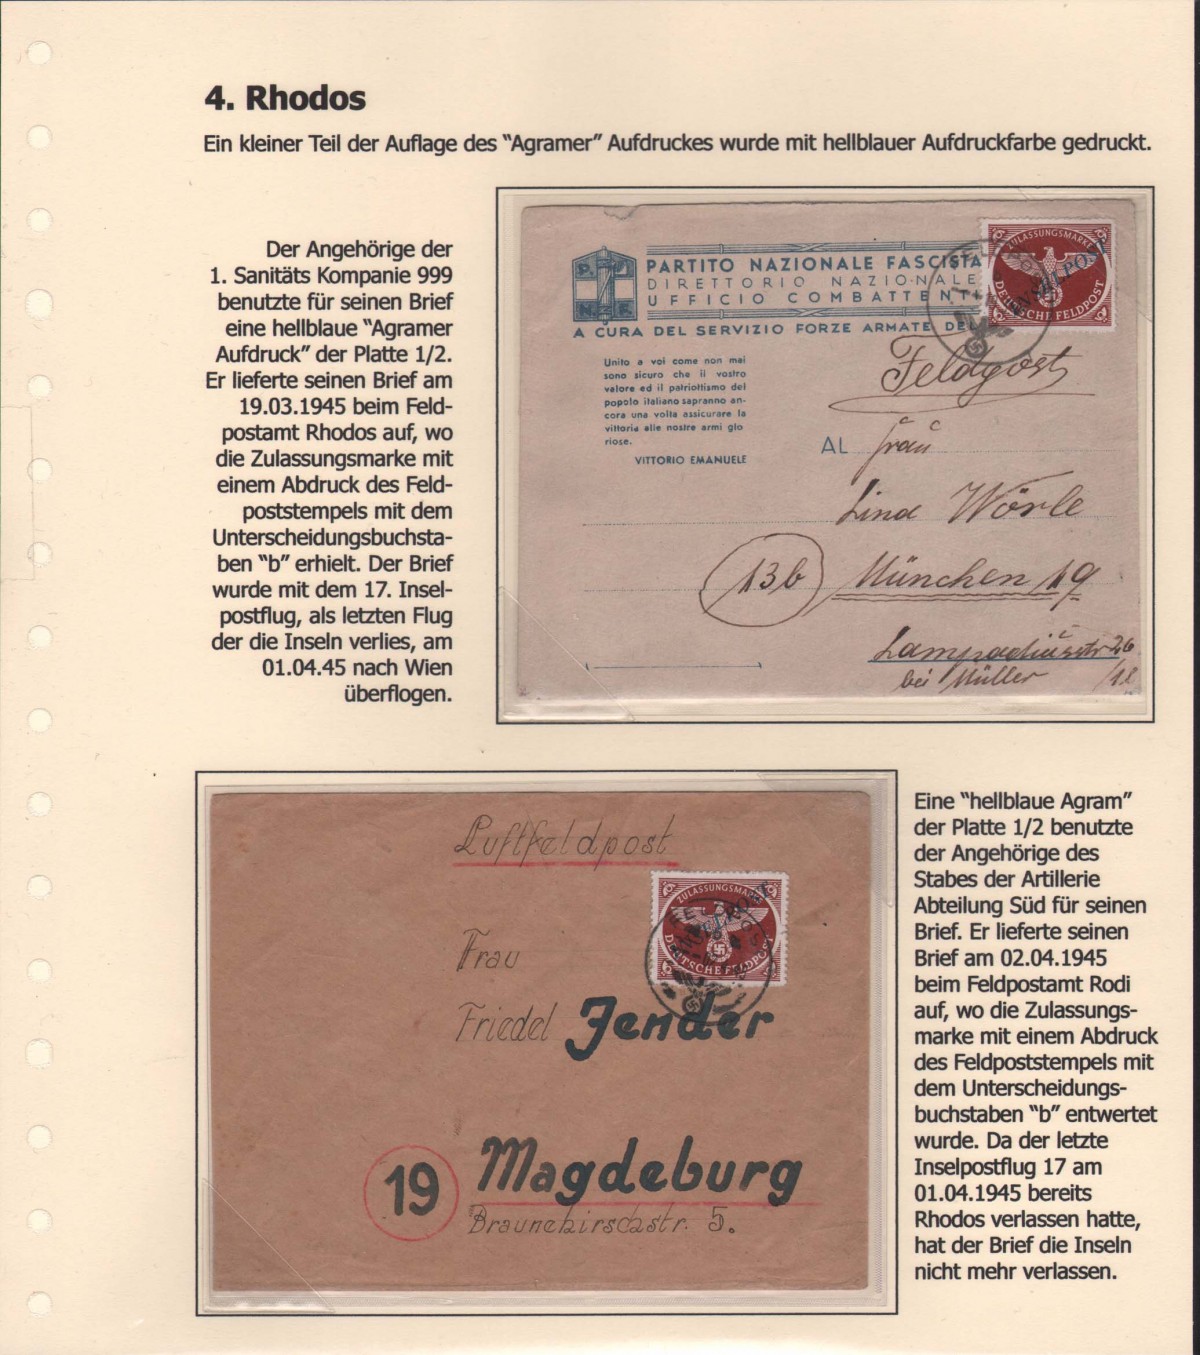 4. Rhodos
Ein kleiner Teil der Auflage des "Agramer" Aufdruckes wurde mit hellblauer Aufdruckfarbe gedruckt.
Der Angehörige der
1. Sanitäts Kompanie 999
benutzte für seinen Brief
eine hellblaue "Agramer
Aufdruck" der Platte 1/2.
Er lieferte seinen Brief am
19.03.1945 beim Feld-
postamt Rhodos auf, wo
die Zulassungsmarke mit
einem Abdruck des Feld-
poststempels mit dem
Unterscheidungsbuchsta-
ben "b" erhielt. Der Brief
wurde mit dem 17. Insel-
postflug, als letzten Flug
der die Inseln verlies, am
01.04.45 nach Wien
überflogen.
P. N. F.
PARTITO NAZIONALE FASCISTA
DIRETTORIO NAZIONALE
UFFICIO COMBATTENTI
A CURA DEL SERVIZIO FORZE ARMATE DEL
Unito a voi come non mai
sono sicuro che il vostro
valore ed il patriottismo del
popolo italiano sapranno an-
cora una volta assicurare la
vittoria alle nostre armi glo
riose.
VITTORIO EMANUELE
ZULASSUNGSMARKE
INSELPOST
DEUTSCHE FELDPOST
Feldpost
AL Frau
Lina Wörle
13b München 19
Lampadiusstr 26
bei Müller
Luftfeldpost
ZULASSUNGSMARKE
INSELPOST
DEUTSCHE FELDPOST
Frau
Friedel Jender
19 Magdeburg
Braunehirschstr. 5.
Eine "hellblaue Agram"
der Platte 1/2 benutzte
der Angehörige des
Stabes der Artillerie
Abteilung Süd für seinen
Brief. Er lieferte seinen
Brief am 02.04.1945
beim Feldpostamt Rodi
auf, wo die Zulassungs-
marke mit einem Abdruck
des Feldpoststempels mit
dem Unterscheidungs-
buchstaben "b" entwertet
wurde. Da der letzte
Inselpostflug 17 am
01.04.1945 bereits
Rhodos verlassen hatte,
hat der Brief die Inseln
nicht mehr verlassen.